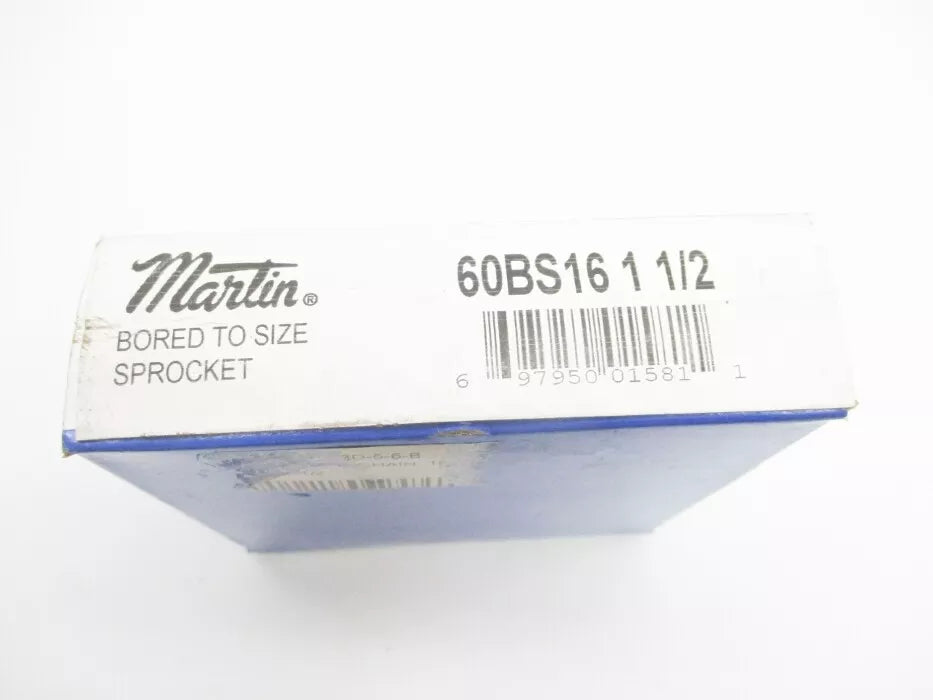 Martin®
BORED TO SIZE
SPROCKET
60BS16 1 1/2
6 97950 01581 1